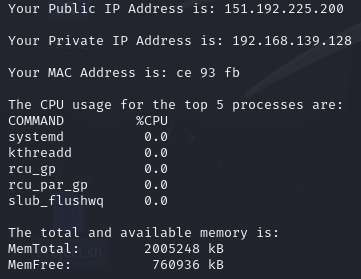 Your Public IP Address is: 151.192.225.200
Your Private IP Address is: 192.168.139.128
Your MAC Address is: ce 93 fb
The CPU usage for the top 5 processes are:
COMMAND %CPU
systemd 0.0
kthreadd 0.0
rcu_gp 0.0
rcu_par_gp 0.0
slub_flushwq 0.0
The total and available memory is:
MemTotal: 2005248 kB
MemFree: 760936 kB